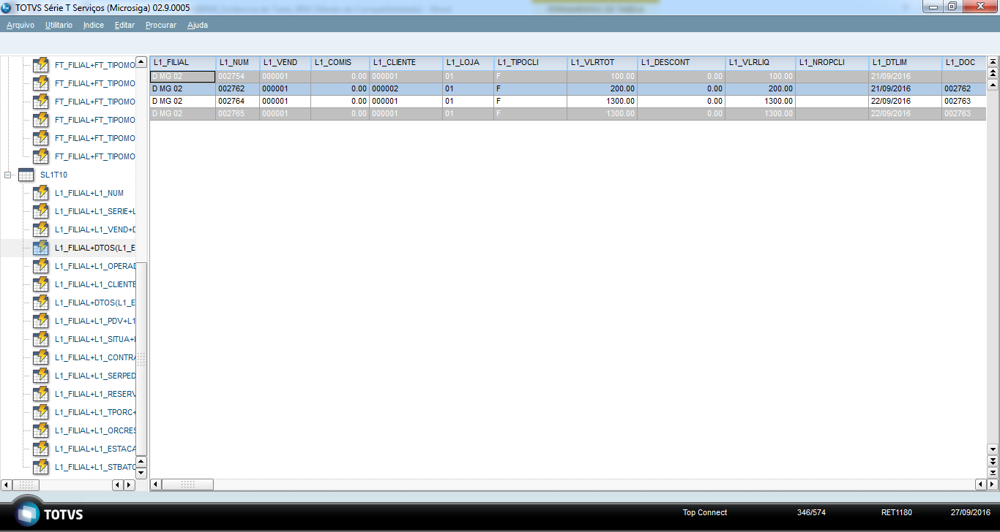 TOTVS Série T Serviços (Microsiga) 02.9.0005
Arquivo Utilitario Indice Editar Procurar Ajuda
FT_FILIAL+FT_TIPOMO
FT_FILIAL+FT_TIPOMO
FT_FILIAL+FT_TIPOMO
FT_FILIAL+FT_TIPOMO
FT_FILIAL+FT_TIPOMO
FT_FILIAL+FT_TIPOMO
SL1T10
L1_FILIAL+L1_NUM
L1_FILIAL+L1_SERIE+L
L1_FILIAL+L1_VEND+D
L1_FILIAL+DTOS(L1_E
L1_FILIAL+L1_OPERAD
L1_FILIAL+L1_CLIENTE
L1_FILIAL+DTOS(L1_E
L1_FILIAL+L1_PDV+L1
L1_FILIAL+L1_SITUA+L
L1_FILIAL+L1_CONTRA
L1_FILIAL+L1_SERPED
L1_FILIAL+L1_RESERV
L1_FILIAL+L1_TPORC+
L1_FILIAL+L1_ORCRES
L1_FILIAL+L1_ESTACA
L1_FILIAL+L1_STBATC
L1_FILIAL L1_NUM L1_VEND L1_COMIS L1_CLIENTE L1_LOJA L1_TIPOCLI L1_VLRTOT L1_DESCONT L1_VLRLIQ L1_NROPCLI L1_DTLIM L1_DOC
D MG 02 002754 000001 0.00 000001 01 F 100.00 0.00 100.00 21/09/2016
D MG 02 002762 000001 0.00 000002 01 F 200.00 0.00 200.00 21/09/2016 002762
D MG 02 002764 000001 0.00 000001 01 F 1300.00 0.00 1300.00 22/09/2016 002763
D MG 02 002765 000001 0.00 000001 01 F 1300.00 0.00 1300.00 22/09/2016 002763
TOTVS
Top Connect 346/574 RET1180 27/09/2016